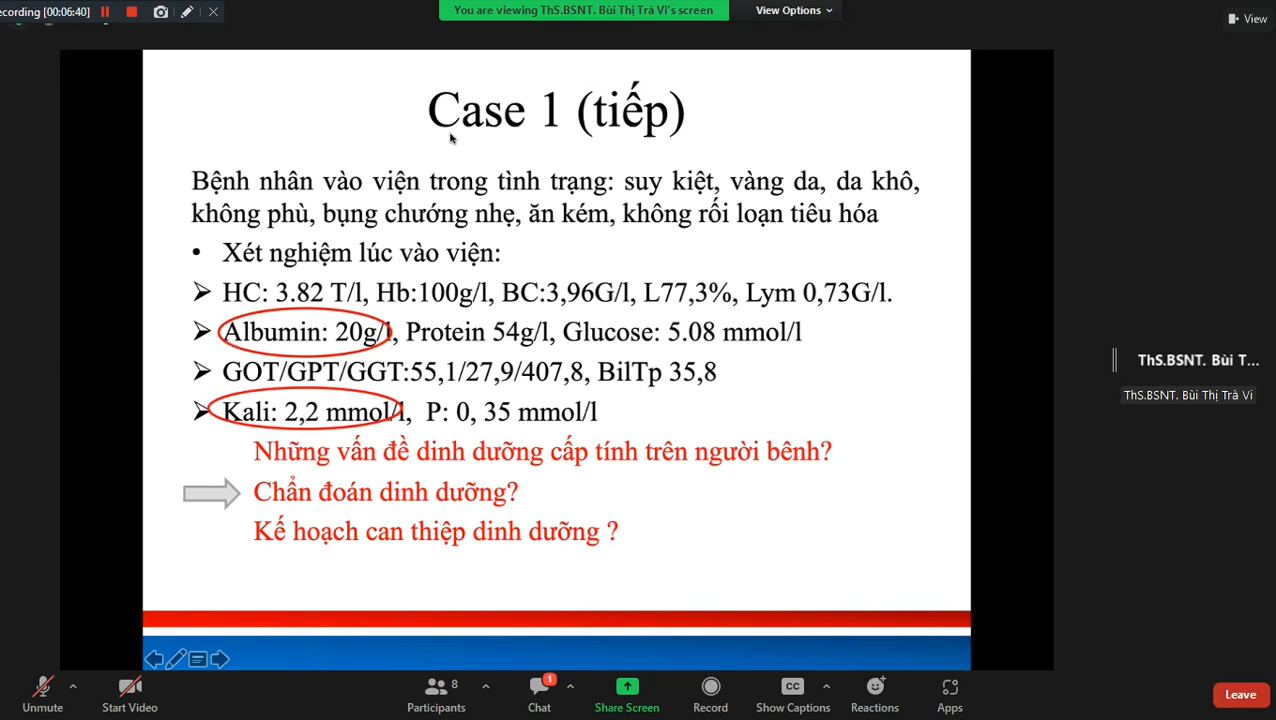 ecording [00:06:40]
You are viewing ThS.BSNT. Bùi Thị Trà Vi's screen
View Options
View
Case 1 (tiếp)
Bệnh nhân vào viện trong tình trạng: suy kiệt, vàng da, da khô,
không phù, bụng chướng nhẹ, ăn kém, không rối loạn tiêu hóa
• Xét nghiệm lúc vào viện:
➢ HC: 3.82 T/l, Hb:100g/l, BC:3,96G/l, L77,3%, Lym 0,73G/l.
➢ Albumin: 20g/l, Protein 54g/l, Glucose: 5.08 mmol/l
➢ GOT/GPT/GGT:55,1/27,9/407,8, BilTp 35,8
➢ Kali: 2,2 mmol/l, P: 0, 35 mmol/l
Những vấn đề dinh dưỡng cấp tính trên người bênh?
Chẩn đoán dinh dưỡng?
Kế hoạch can thiệp dinh dưỡng ?
ThS.BSNT. Bùi T...
ThS.BSNT. Bùi Thị Trà Vi
Unmute
Start Video
8
Participants
1
Chat
Share Screen
Record
CC
Show Captions
Reactions
Apps
Leave